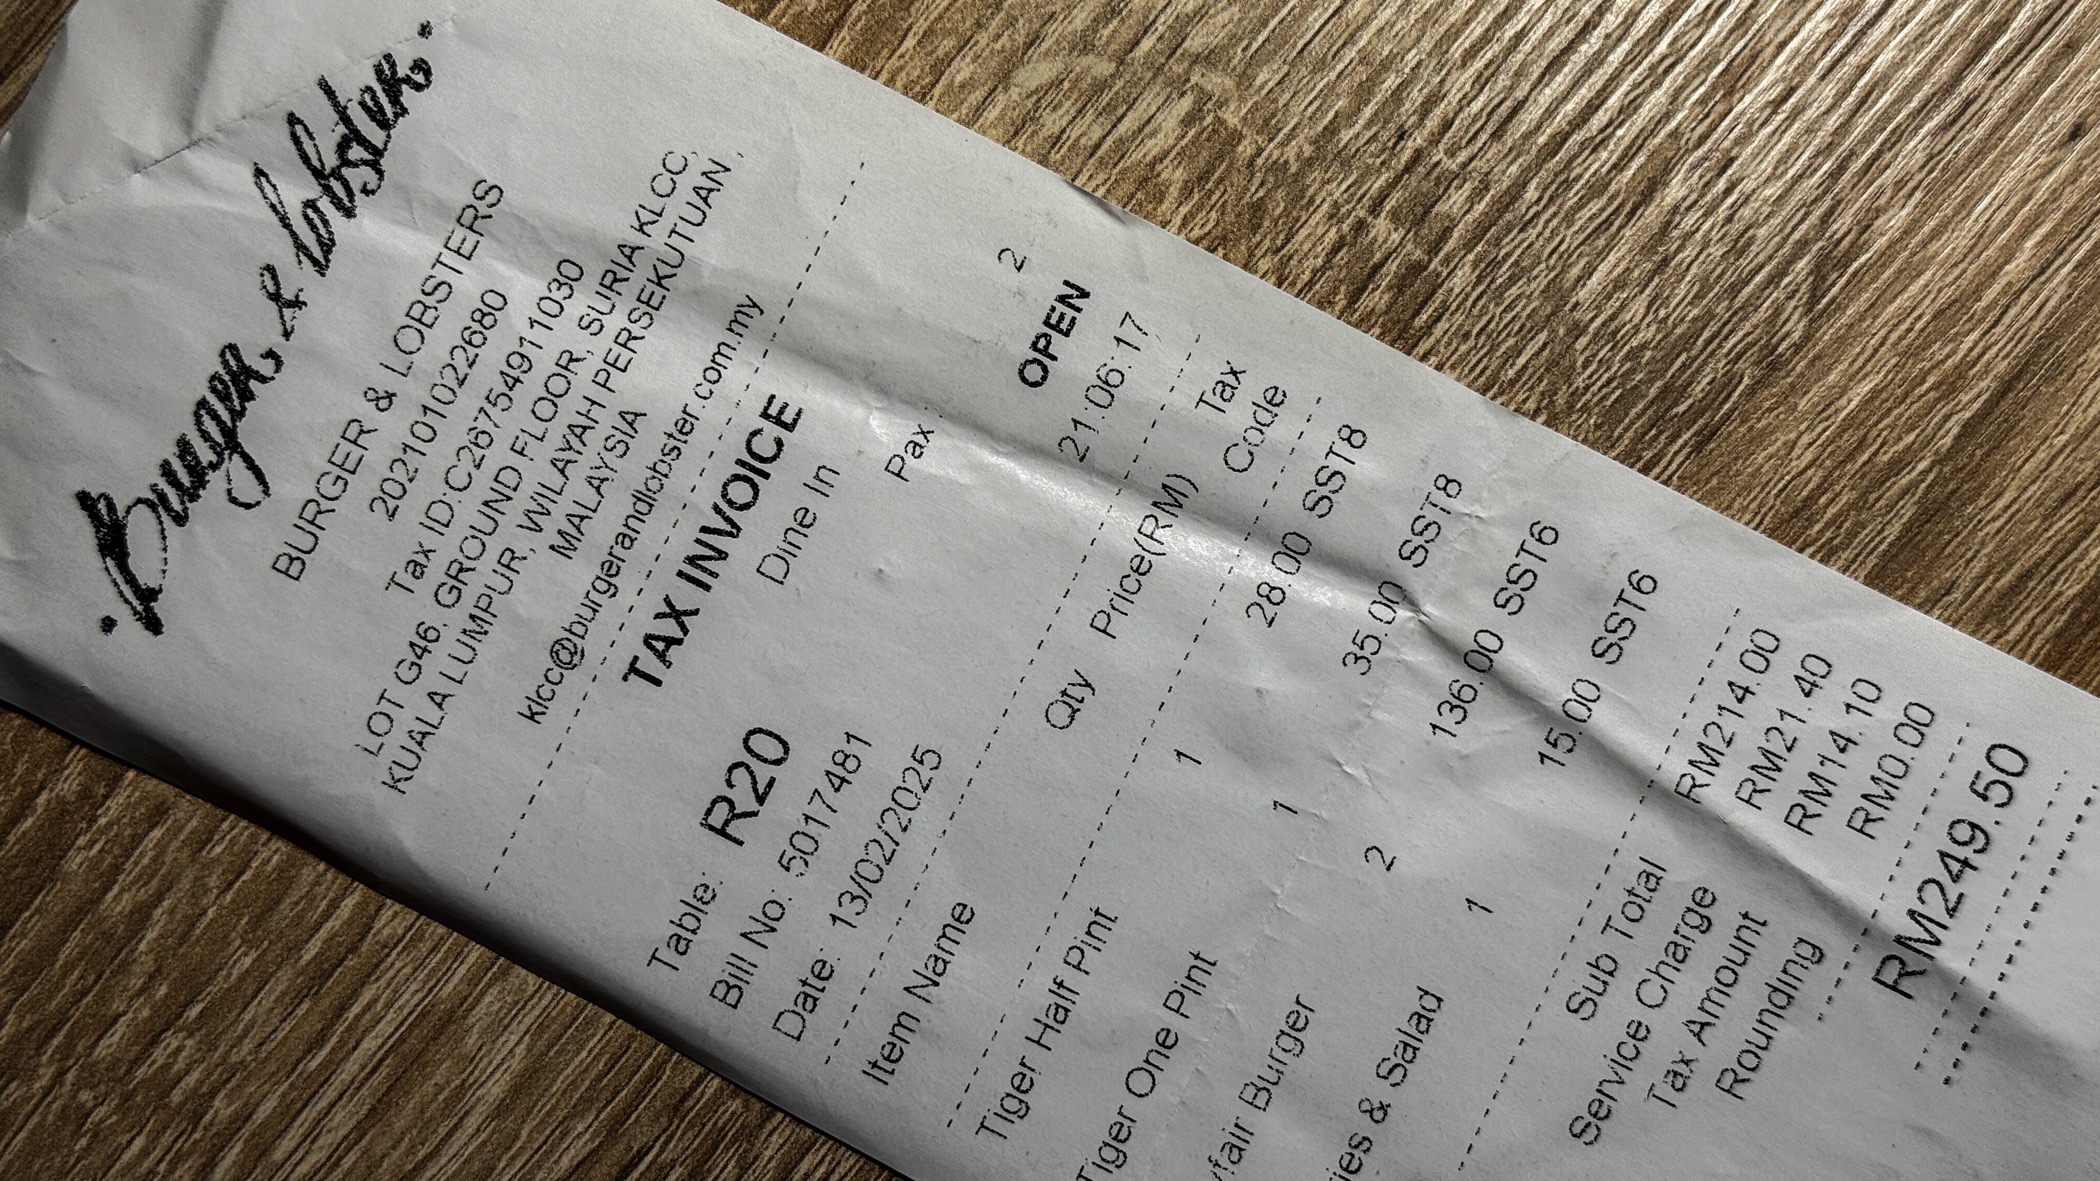 Burger & Lobster
BURGER & LOBSTERS
202101022680
Tax ID:C26754911030
LOT G46, GROUND FLOOR, SURIA KLCC,
KUALA LUMPUR, WILAYAH PERSEKUTUAN,
MALAYSIA
klcc@burgerandlobster.com.my
TAX INVOICE
Dine In
Table: R20 Pax 2
Bill No: 5017481 OPEN
Date: 13/02/2025 21:06:17
Item Name Qty Price(RM) Tax Code
Tiger Half Pint 1 28.00 SST8
Tiger One Pint 1 35.00 SST8
fair Burger 2 136.00 SST6
ies & Salad 1 15.00 SST6
Sub Total RM214.00
Service Charge RM21.40
Tax Amount RM14.10
Rounding RM0.00
RM249.50